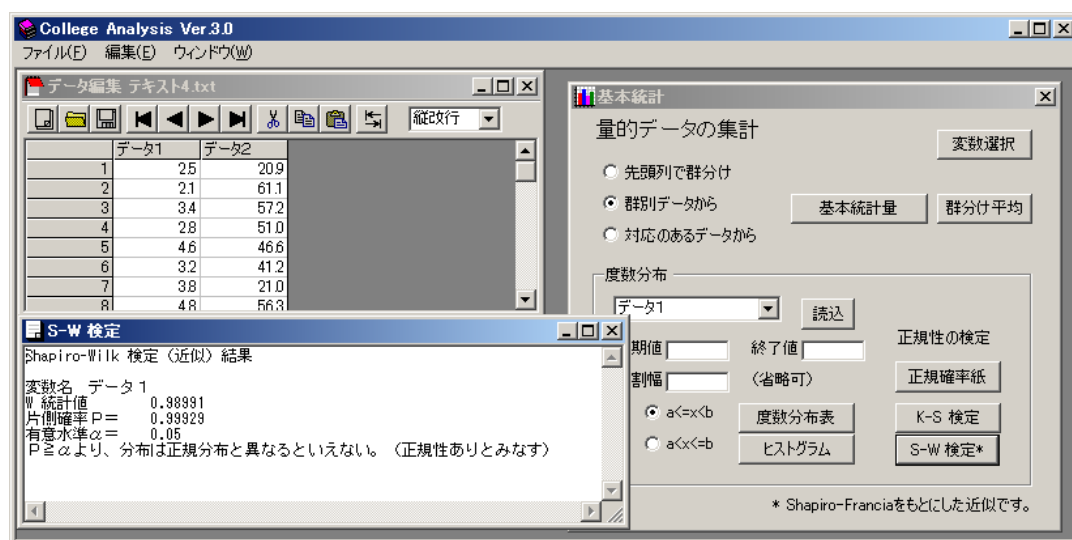 College Analysis Ver.3.0
ファイル(F) 編集(E) ウィンドウ(W)
データ編集 テキスト4.txt
縦改行
データ1 データ2
1 2.5 20.9
2 2.1 61.1
3 3.4 57.2
4 2.8 51.0
5 4.6 46.6
6 3.2 41.2
7 3.8 21.0
8 4.8 56.3
S-W 検定
Shapiro-Wilk 検定（近似）結果
変数名 データ1
W 統計値 0.98991
片側確率P＝ 0.99929
有意水準α＝ 0.05
P≧αより、分布は正規分布と異なるといえない。（正規性ありとみなす）
基本統計
量的データの集計
変数選択
先頭列で群分け
群別データから
基本統計量 群分け平均
対応のあるデータから
度数分布
データ1 読込
期値 終了値
正規性の検定
割幅 (省略可)
正規確率紙
a<=x<b 度数分布表 K-S 検定
a<x<=b ヒストグラム S-W 検定*
* Shapiro-Franciaをもとにした近似です。